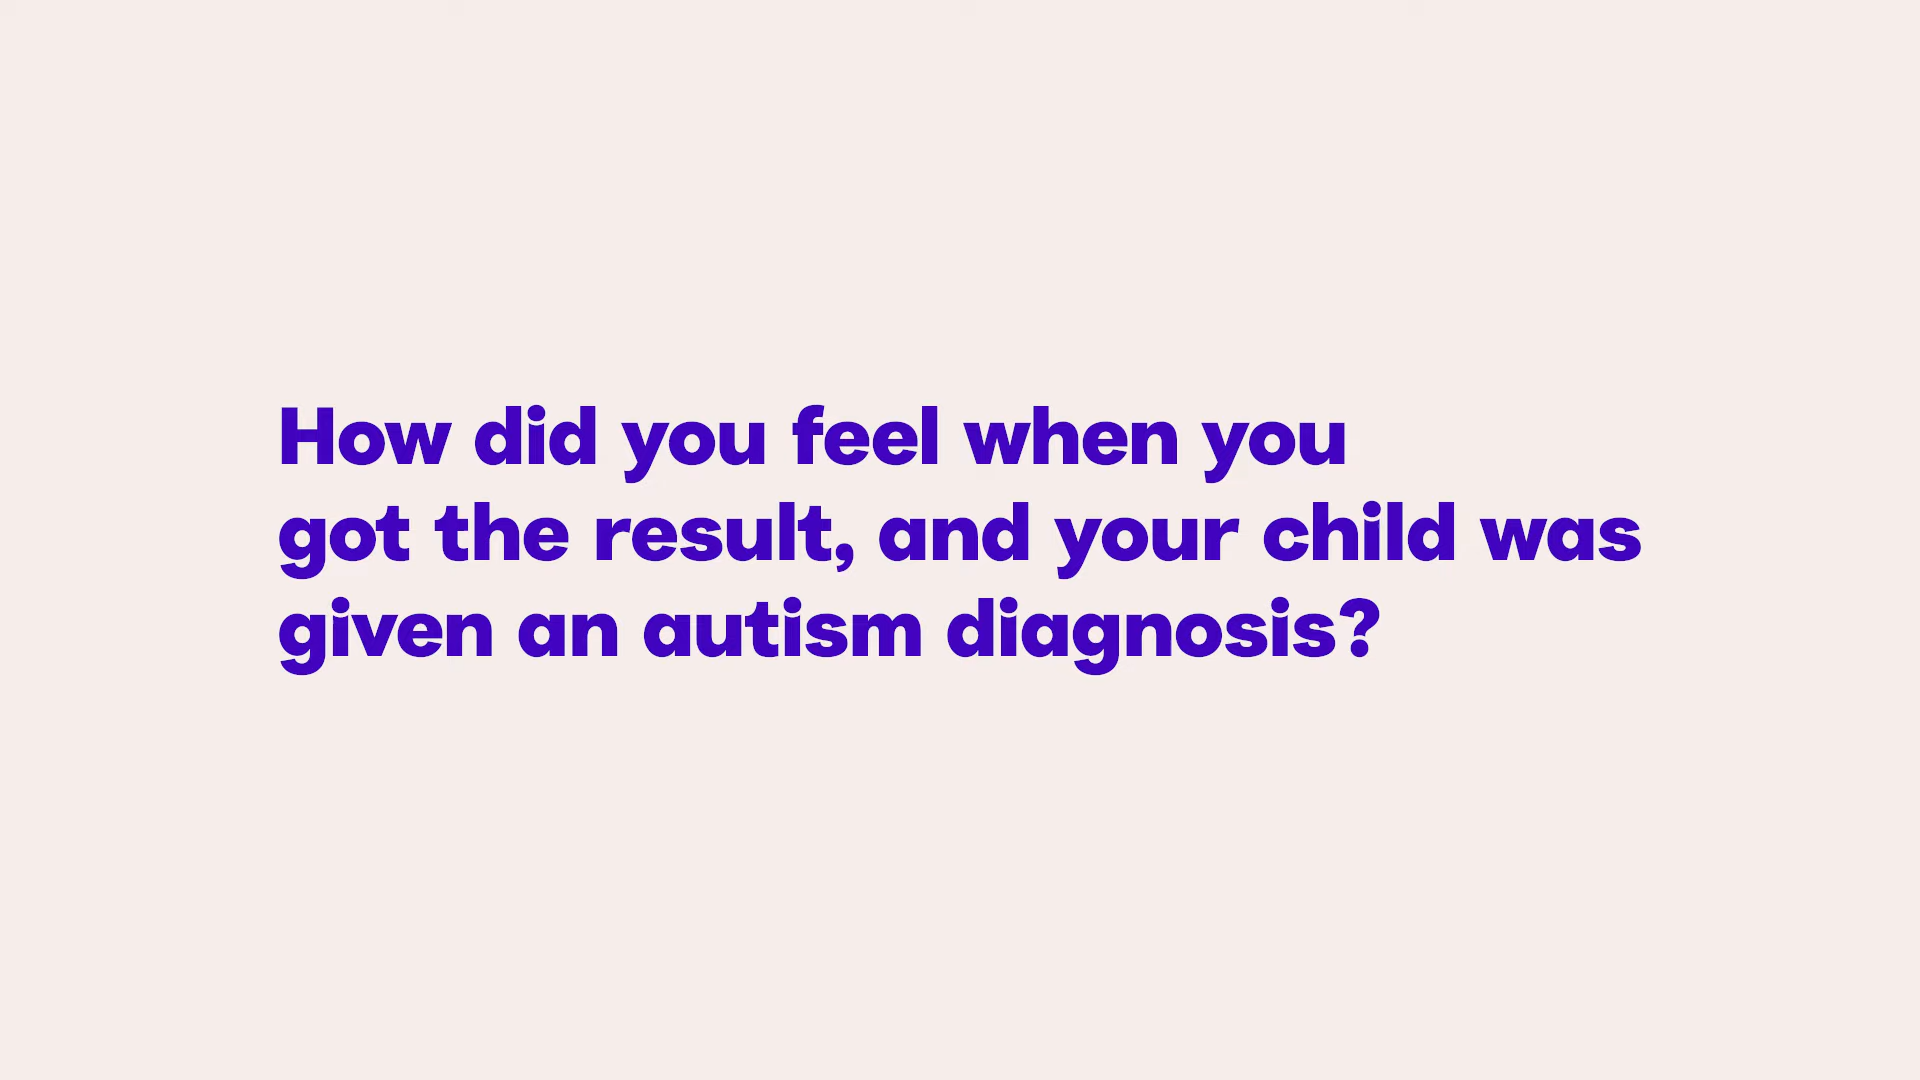 How did you feel when you
got the result, and your child was
given an autism diagnosis?